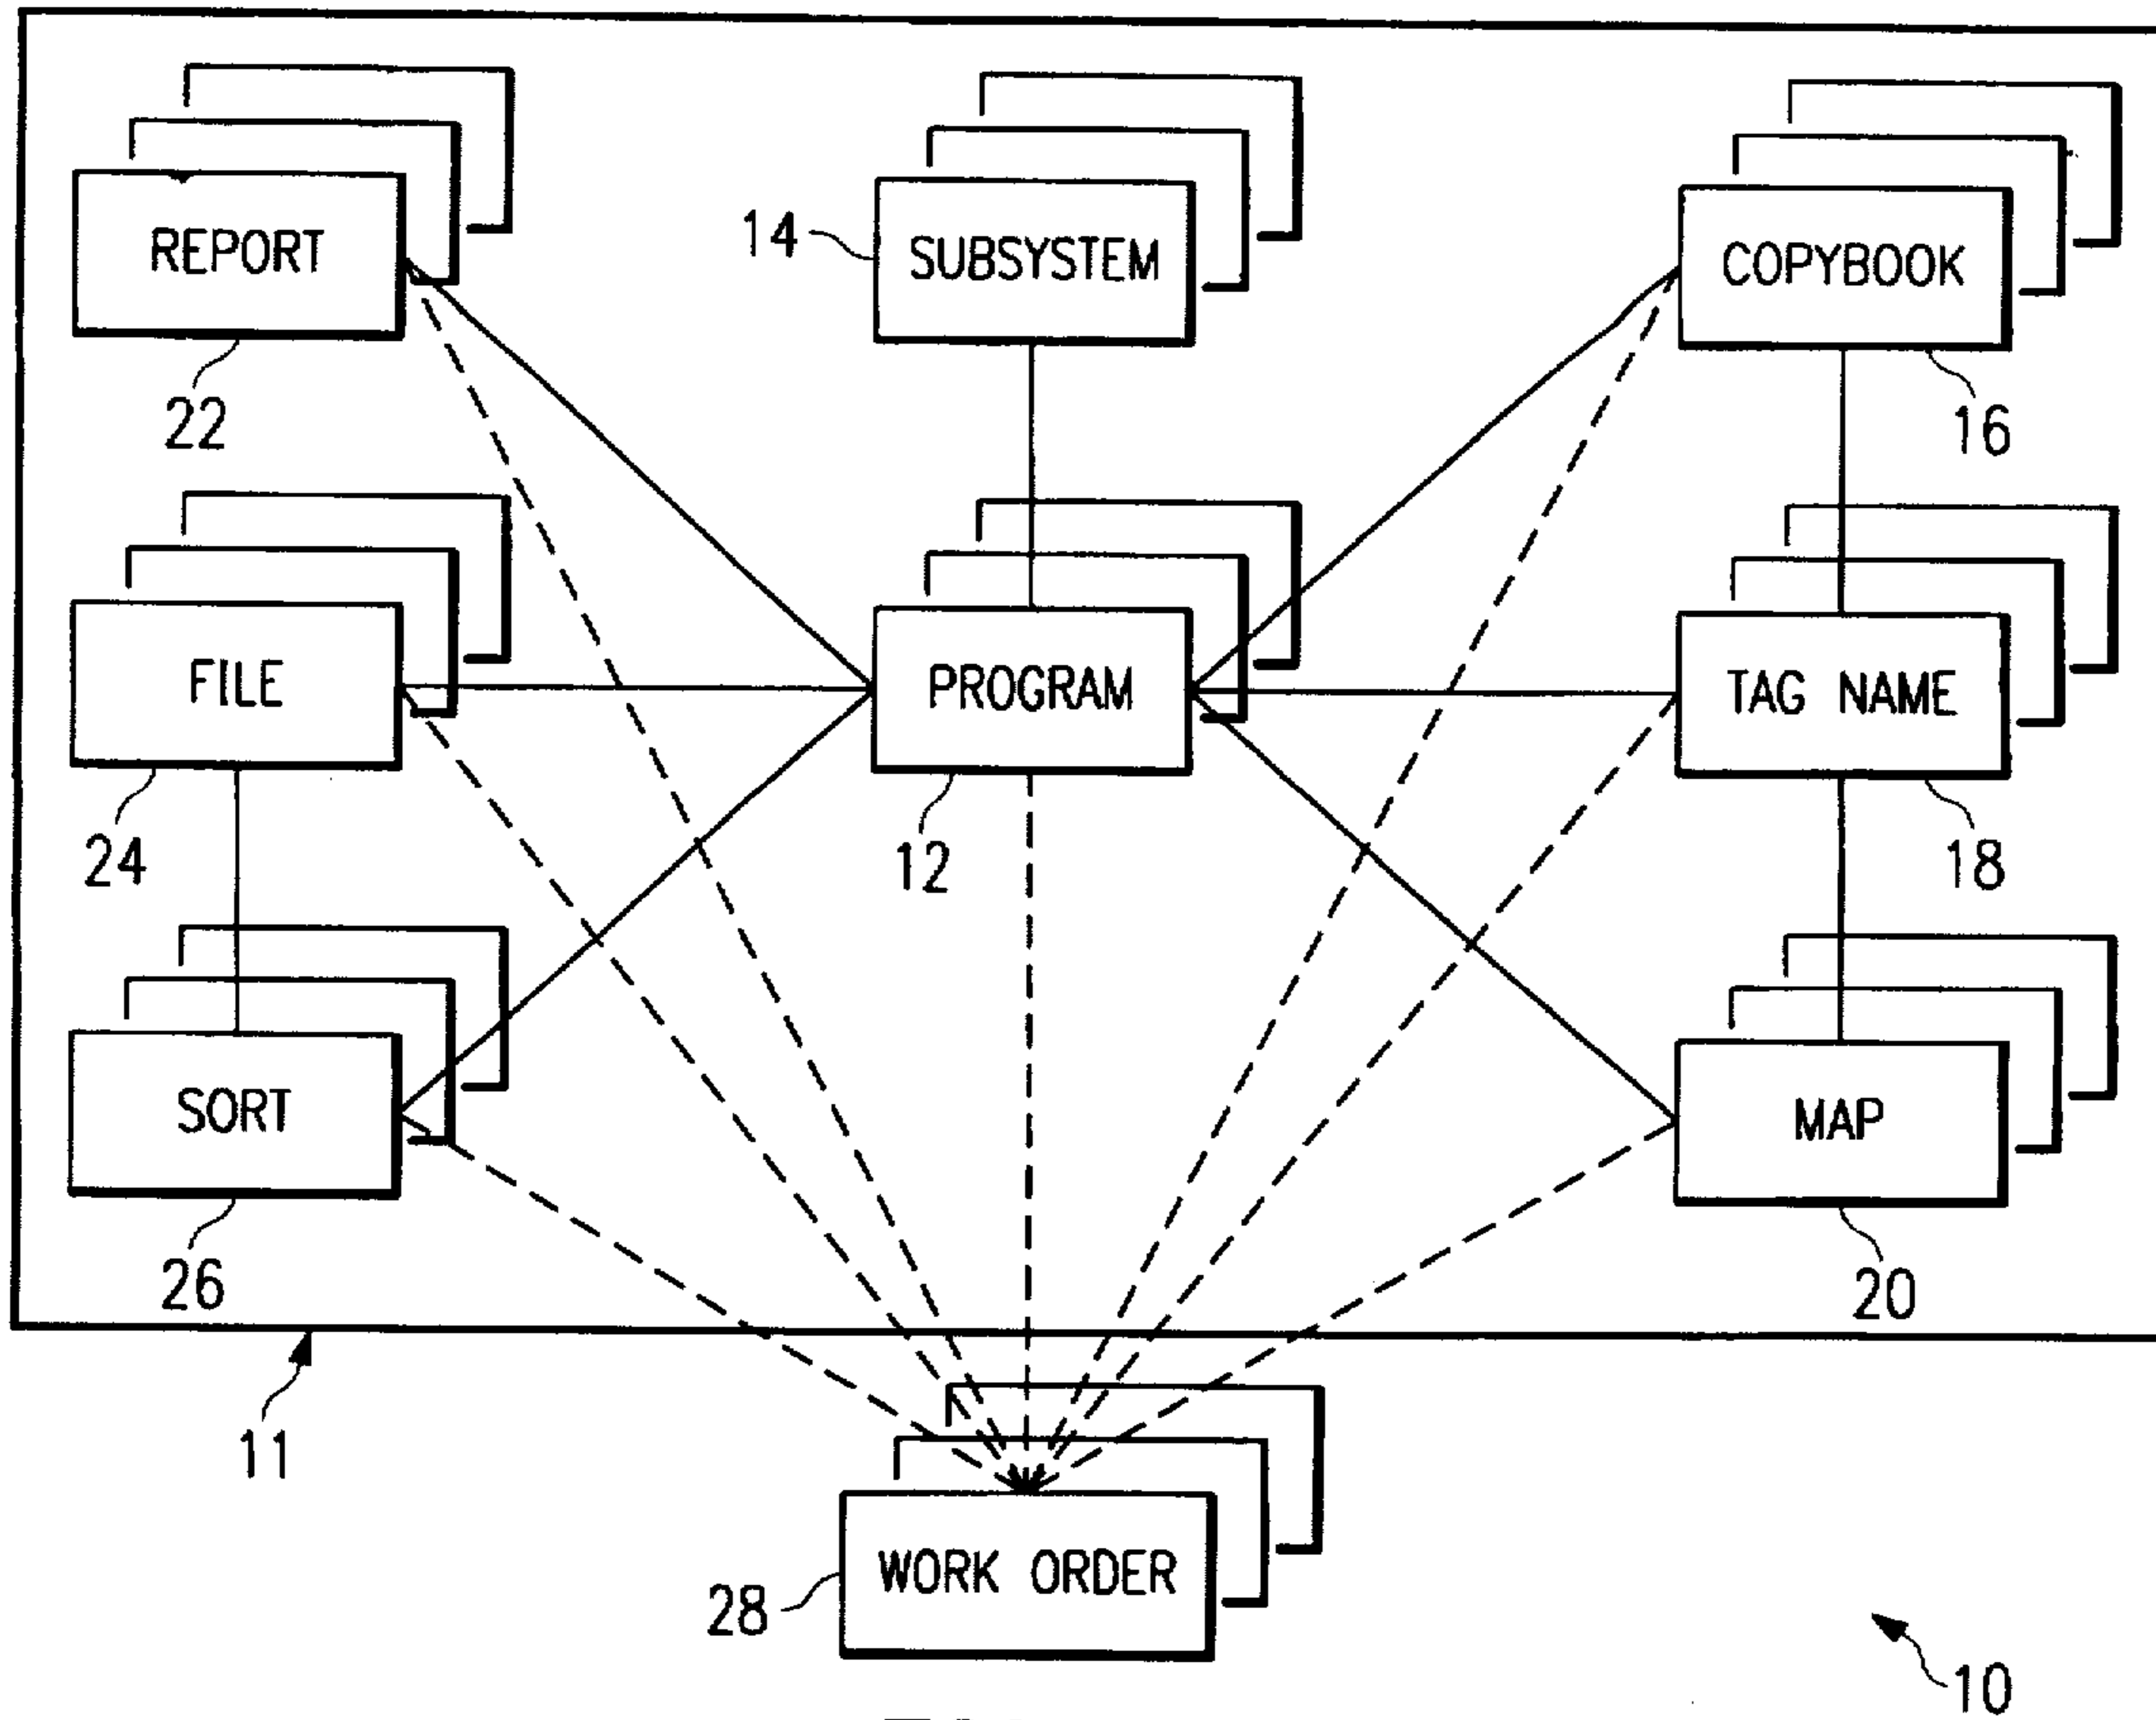 REPORT
14
SUBSYSTEM
COPYBOOK
22
16
FILE
PROGRAM
TAG NAME
24
12
18
SORT
MAP
26
20
11
28
WORK ORDER
10